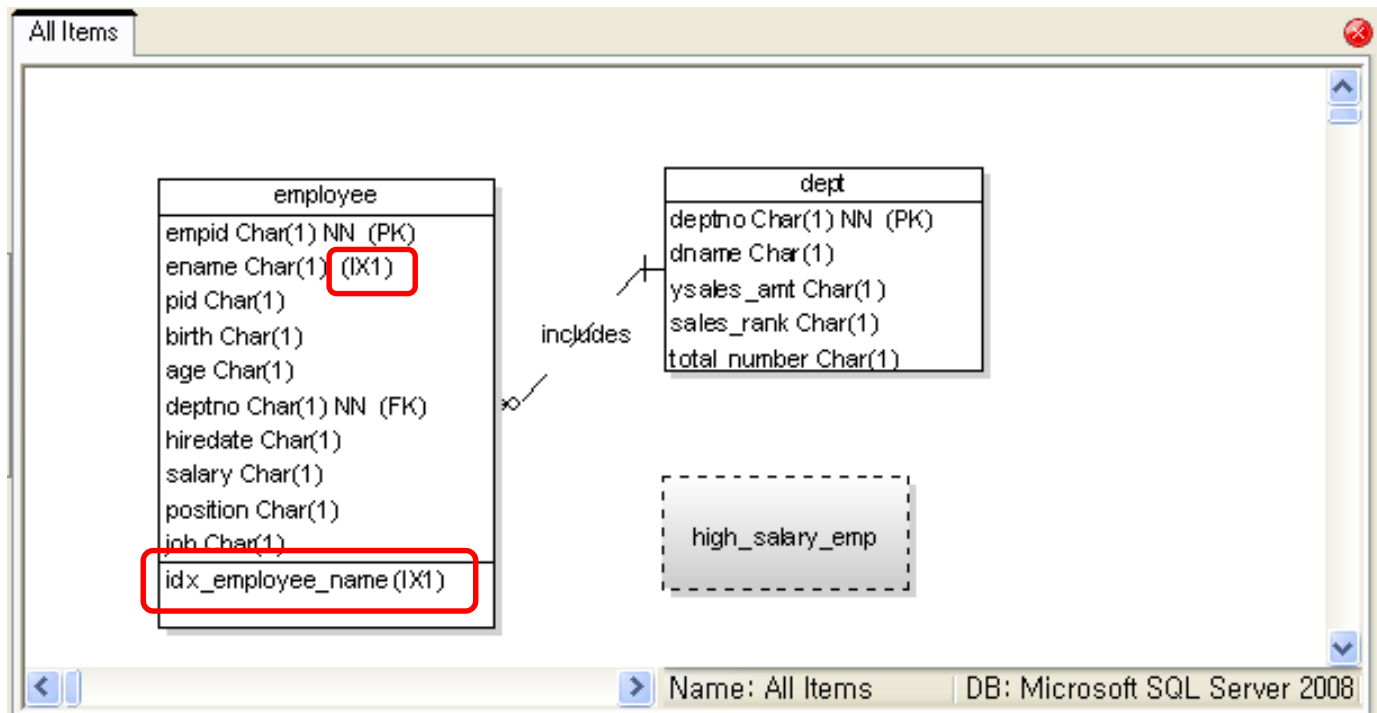 All Items
employee
empid Char(1) NN (PK)
ename Char(1) (IX1)
pid Char(1)
birth Char(1)
age Char(1)
deptno Char(1) NN (FK)
hiredate Char(1)
salary Char(1)
position Char(1)
job Char(1)
idx_employee_name(IX1)
includes
dept
deptno Char(1) NN (PK)
dname Char(1)
ysales_amt Char(1)
sales_rank Char(1)
total_number Char(1)
high_salary_emp
Name: All Items
DB: Microsoft SQL Server 2008